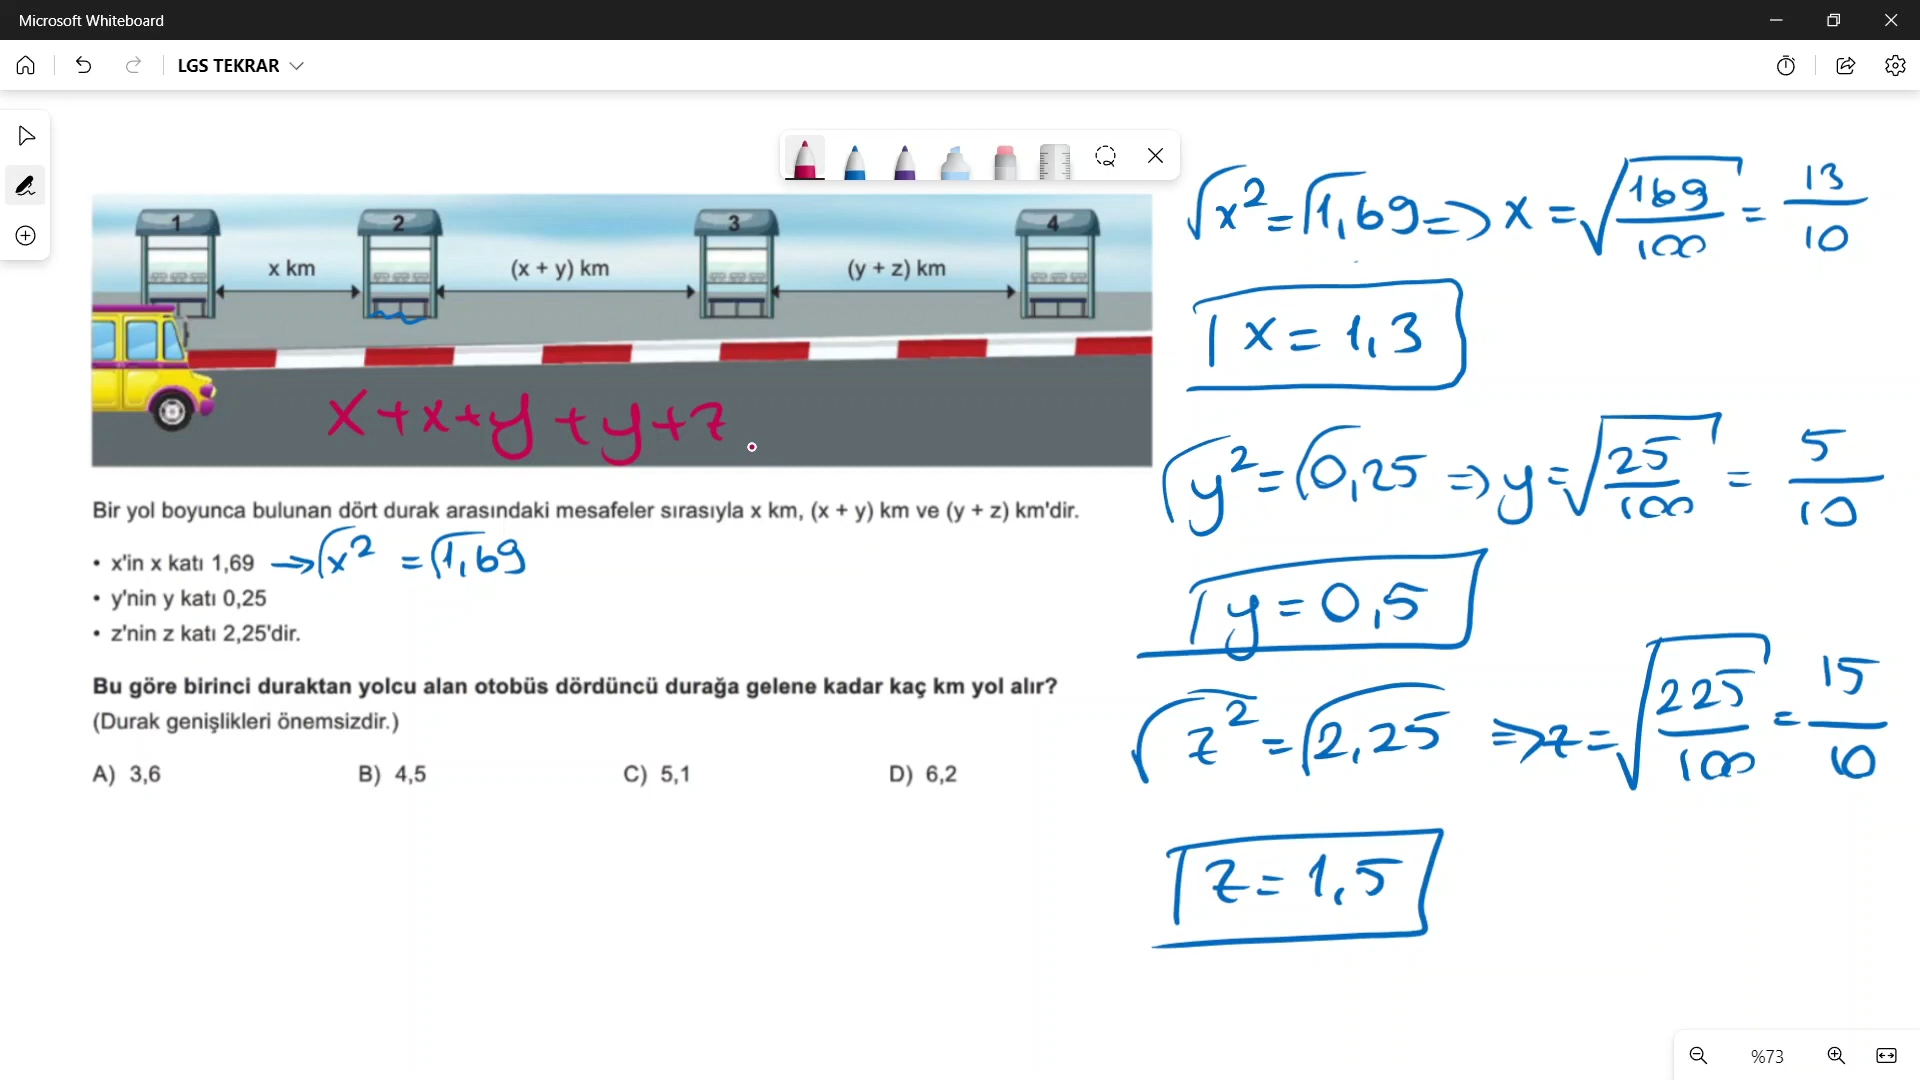 Microsoft Whiteboard
LGS TEKRAR
1
2
3
4
x km
(x + y) km
(y + z) km
x+x+y+y+z
Bir yol boyunca bulunan dört durak arasındaki mesafeler sırasıyla x km, (x + y) km ve (y + z) km'dir.
• x'in x katı 1,69 → √x² = √1,69
• y'nin y katı 0,25
• z'nin z katı 2,25'dir.
Bu göre birinci duraktan yolcu alan otobüs dördüncü durağa gelene kadar kaç km yol alır?
(Durak genişlikleri önemsizdir.)
A) 3,6
B) 4,5
C) 5,1
D) 6,2
√x² = √1,69 => x = √169/100 = 13/10
x = 1,3
√y² = √0,25 => y = √25/100 = 5/10
y = 0,5
√z² = √2,25 => z = √225/100 = 15/10
z = 1,5
%73